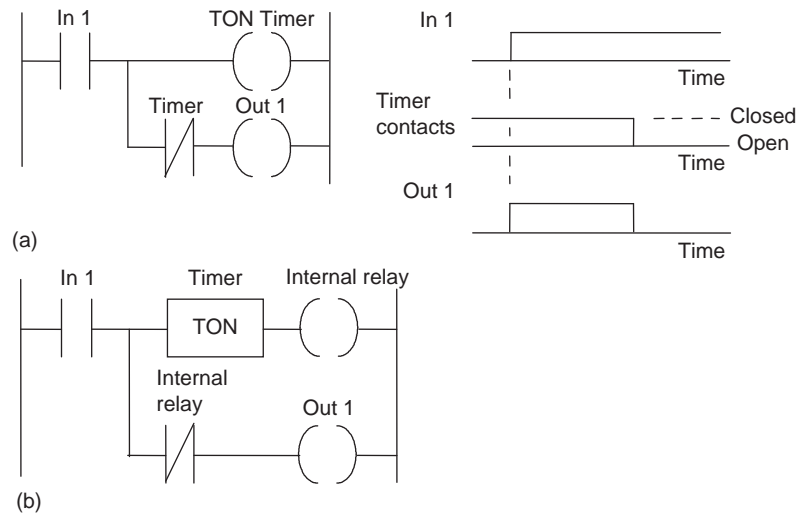 In 1
TON Timer
Timer
Out 1
In 1
Time
Timer
contacts
Closed
Open
Time
Out 1
Time
(a)
In 1
Timer
Internal relay
TON
Internal
relay
Out 1
(b)